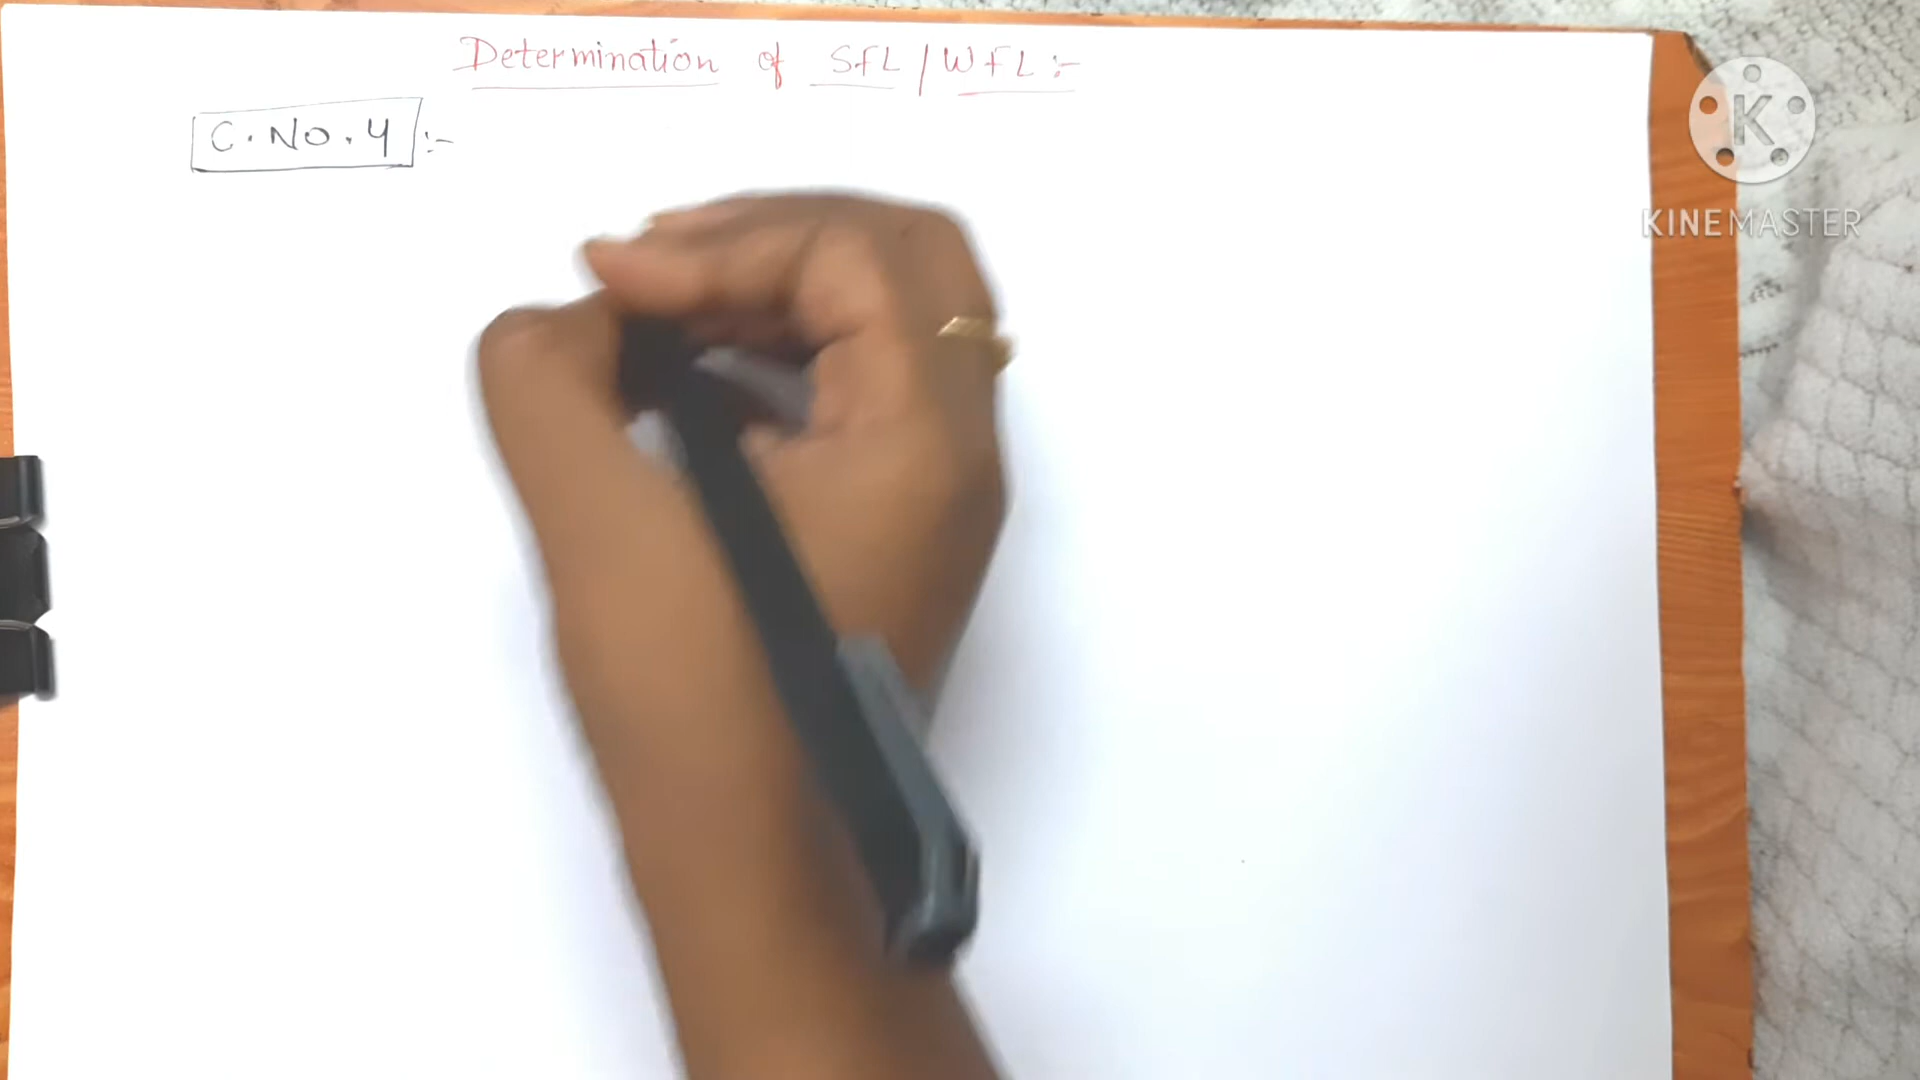 Determination of SFL / WFL :-
C. No. 4 :-
K
KINEMASTER